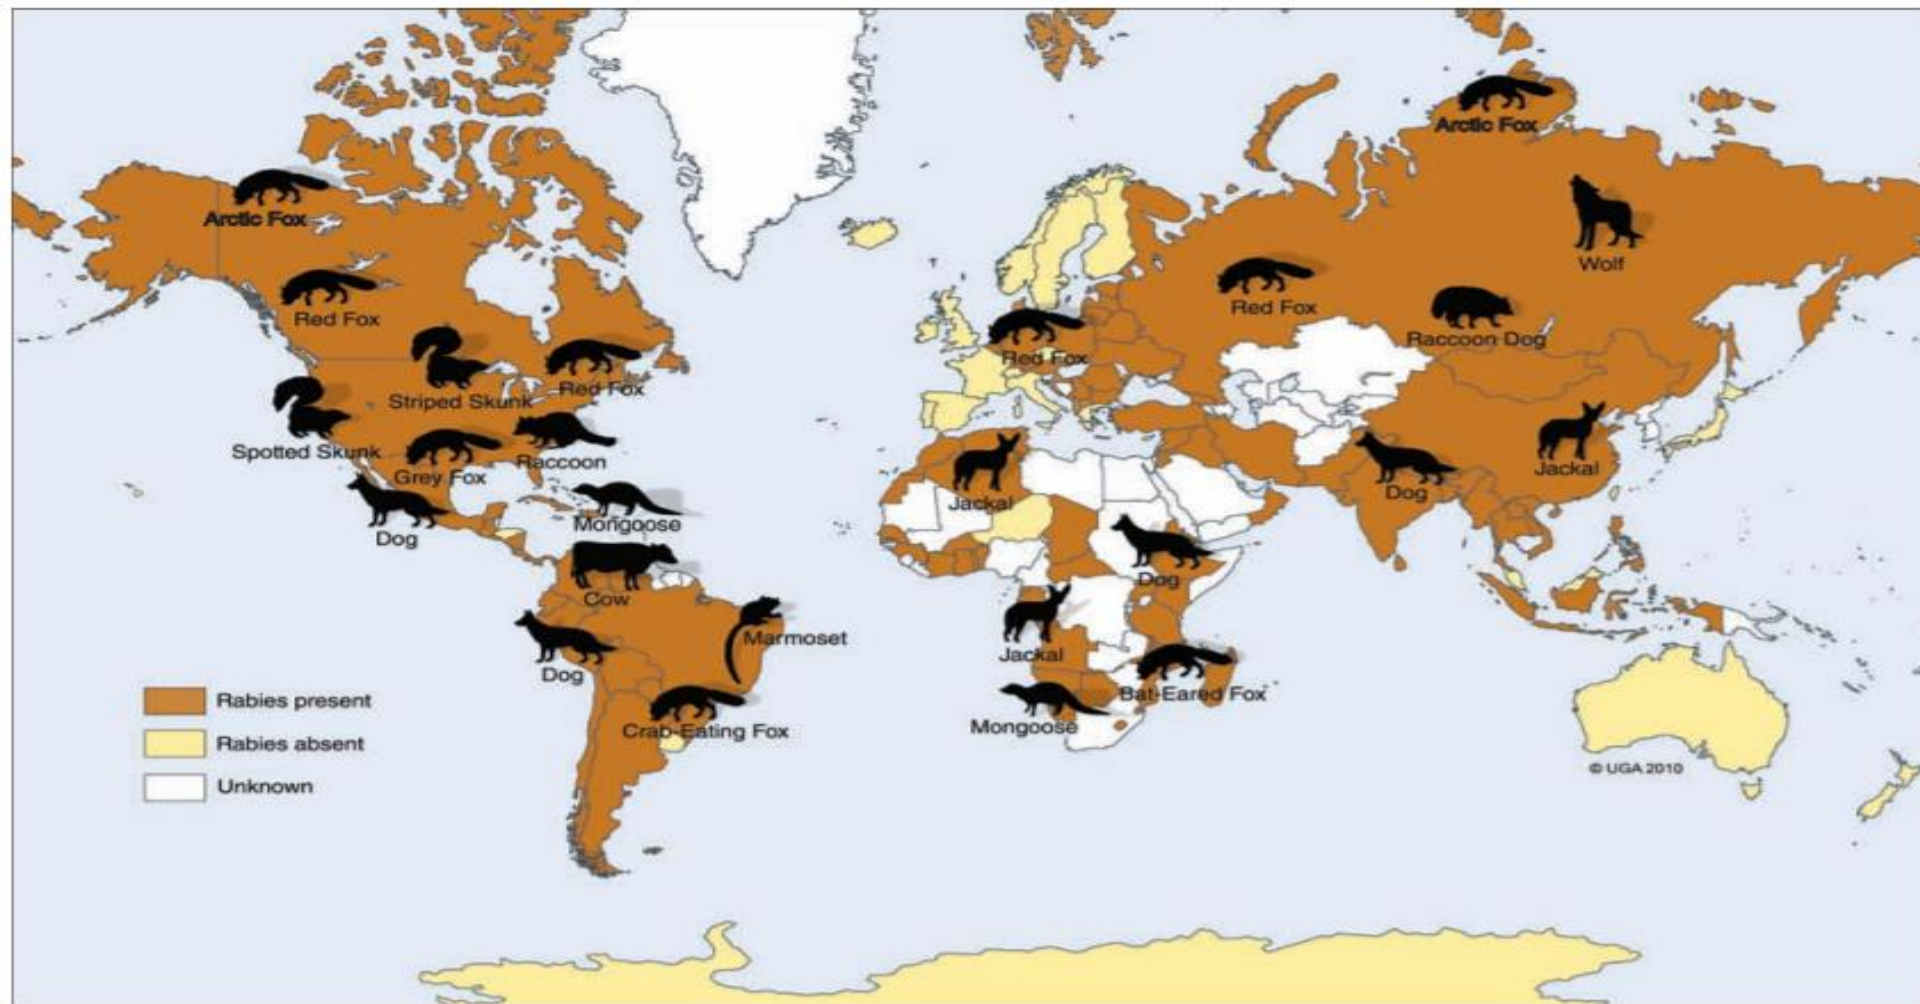 Arctic Fox
Arctic Fox
Wolf
Red Fox
Red Fox
Raccoon Dog
Red Fox
Red Fox
Striped Skunk
Spotted Skunk
Raccoon
Grey Fox
Jackal
Dog
Jackal
Mongoose
Dog
Dog
Cow
Marmoset
Jackal
Dog
Bat-Eared Fox
Mongoose
Crab-Eating Fox
Rabies present
Rabies absent
Unknown
© UGA 2010